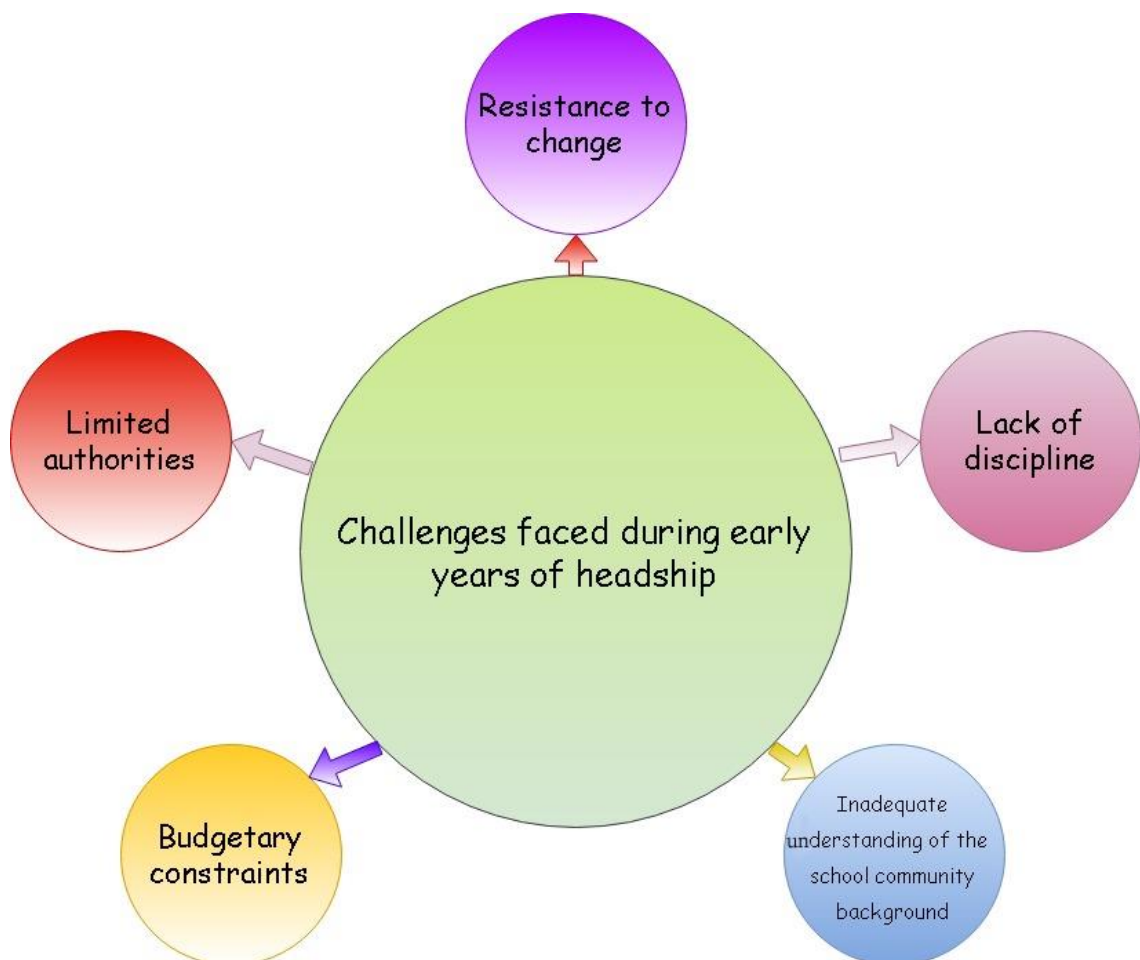 Resistance to
change
Limited
authorities
Lack of
discipline
Challenges faced during early
years of headship
Budgetary
constraints
Inadequate
understanding of the
school community
background